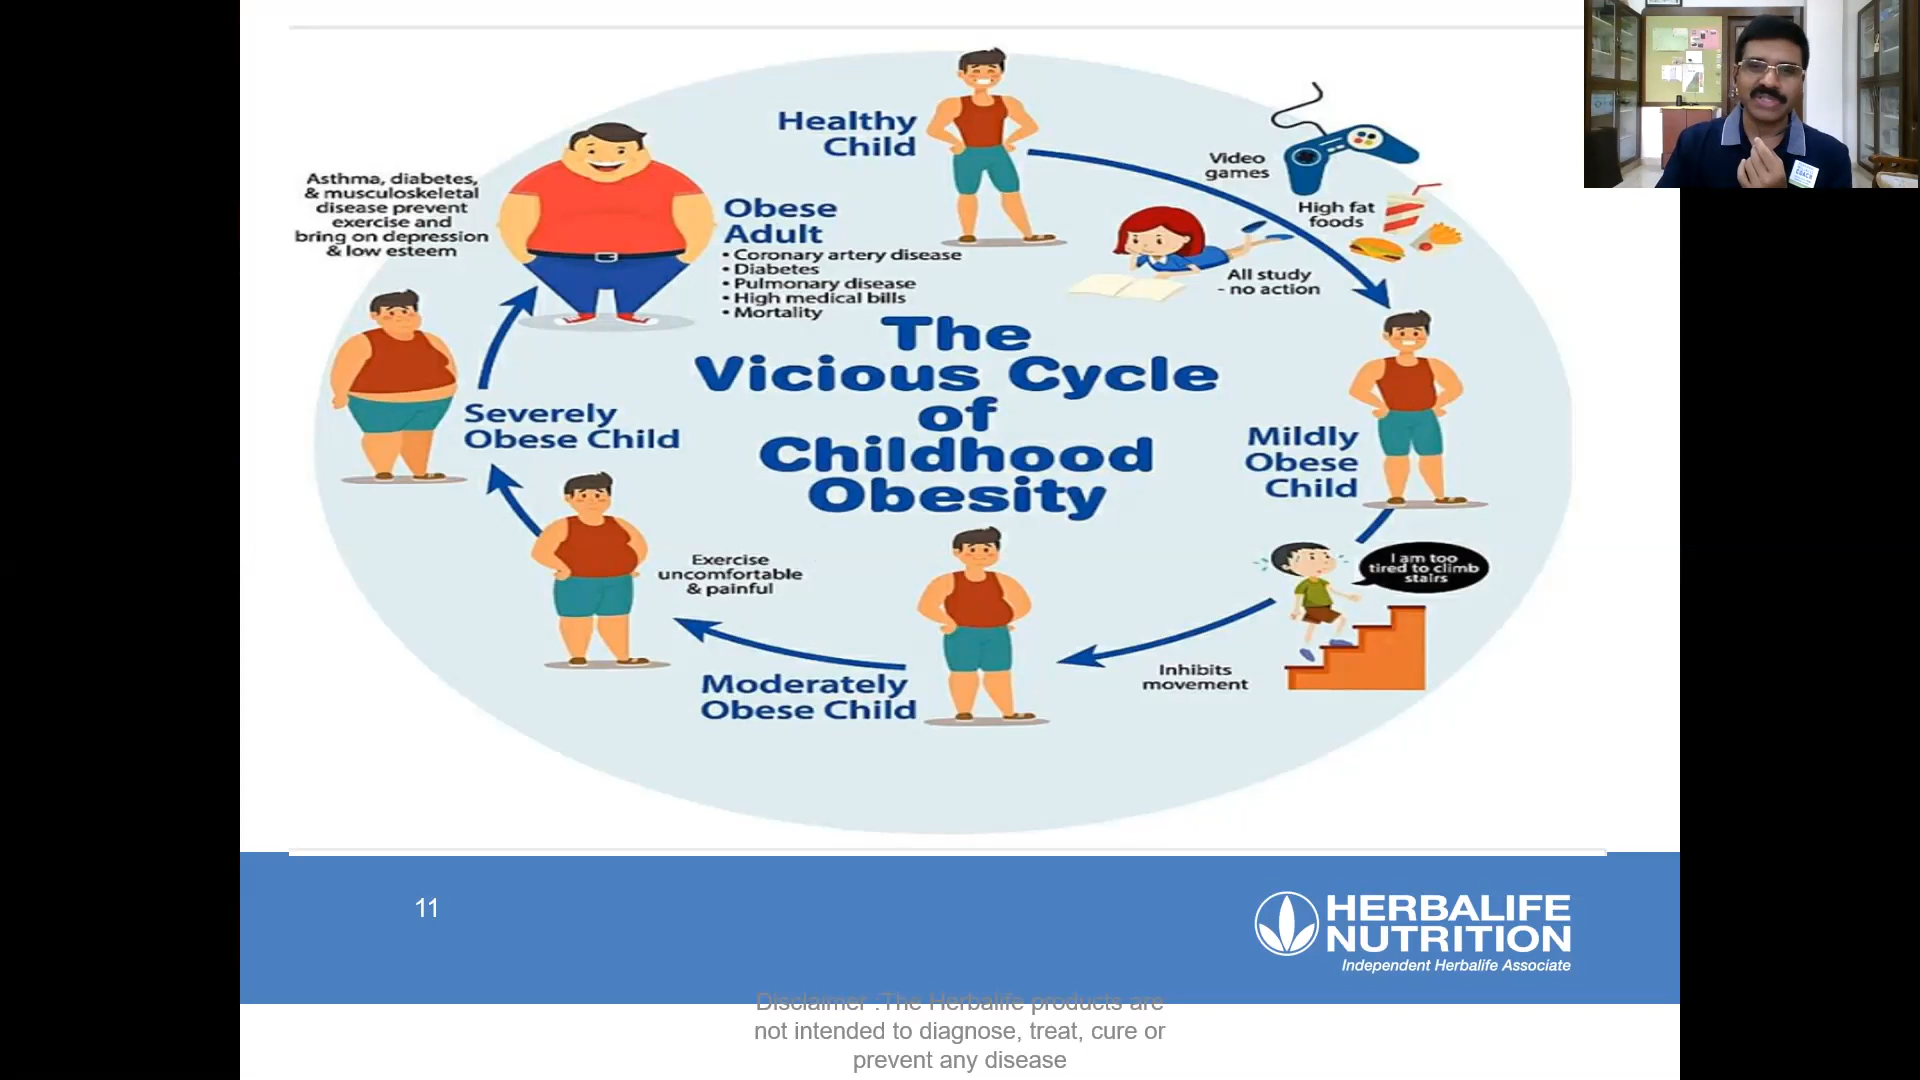 Healthy
Child
Video
games
High fat
foods
All study
- no action
Mildly
Obese
Child
I am too
tired to climb
stairs
Inhibits
movement
Moderately
Obese Child
Exercise
uncomfortable
& painful
Severely
Obese Child
Asthma, diabetes,
& musculoskeletal
disease prevent
exercise and
bring on depression
& low esteem
Obese
Adult
• Coronary artery disease
• Diabetes
• Pulmonary disease
• High medical bills
• Mortality
The
Vicious Cycle
of
Childhood
Obesity
11
HERBALIFE
NUTRITION
Independent Herbalife Associate
Disclaimer :The Herbalife products are
not intended to diagnose, treat, cure or
prevent any disease
COACH